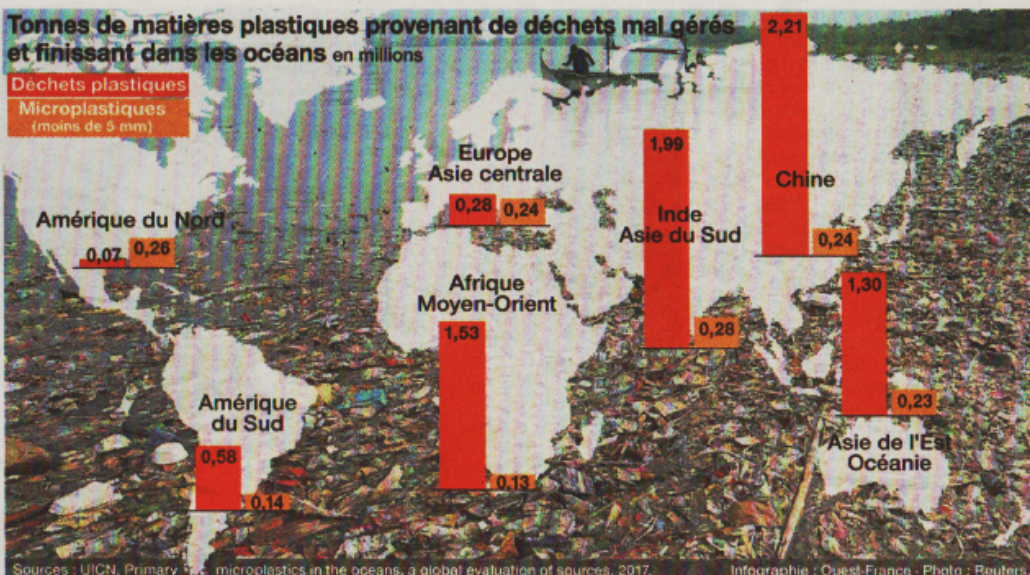 Tonnes de matières plastiques provenant de déchets mal gérés
et finissant dans les océans en millions
Déchets plastiques
Microplastiques
(moins de 5 mm)
Amérique du Nord
0,07
0,26
Europe
Asie centrale
0,28
0,24
1,99
Inde
Asie du Sud
0,28
2,21
Chine
0,24
Afrique
Moyen-Orient
1,53
0,13
Amérique
du Sud
0,58
0,14
1,30
0,23
Asie de l'Est
Océanie
Sources : UICN, Primary microplastics in the oceans, a global evaluation of sources, 2017.
Infographie : Ouest-France - Photo : Reuters